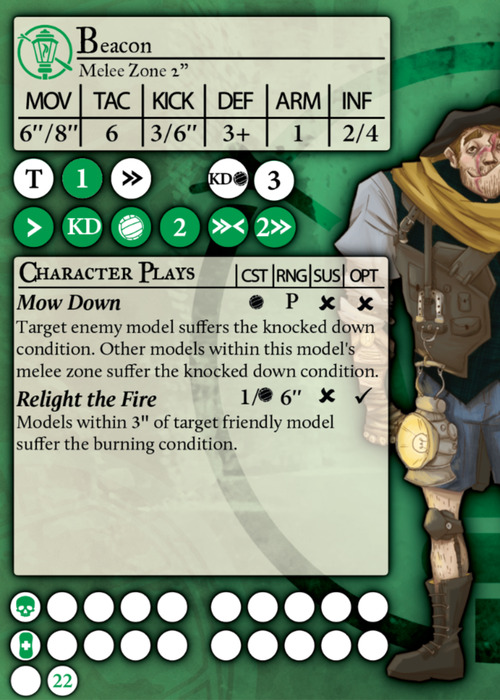 Beacon
Melee Zone 2"
MOV TAC KICK DEF ARM INF
6"/8" 6 3/6" 3+ 1 2/4
T 1 >> KD 3
> KD 2 >>< 2>>
Character Plays CST RNG SUS OPT
Mow Down P ✘ ✘
Target enemy model suffers the knocked down
condition. Other models within this model's
melee zone suffer the knocked down condition.
Relight the Fire 1/ 6" ✘ ✓
Models within 3" of target friendly model
suffer the burning condition.
22